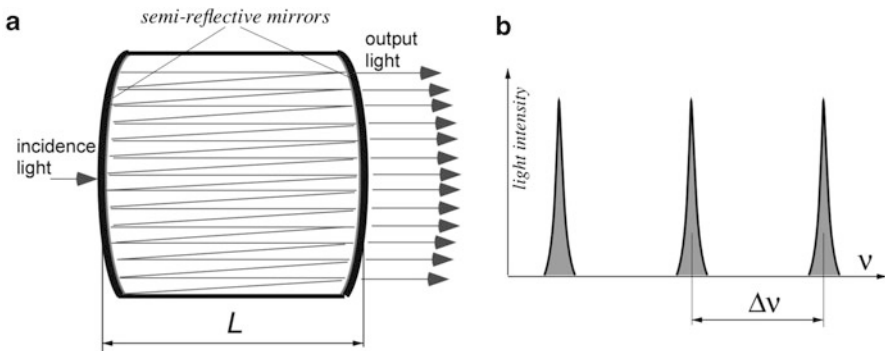 a
semi-reflective mirrors
output
light
incidence
light
L
b
light intensity
ν
Δν